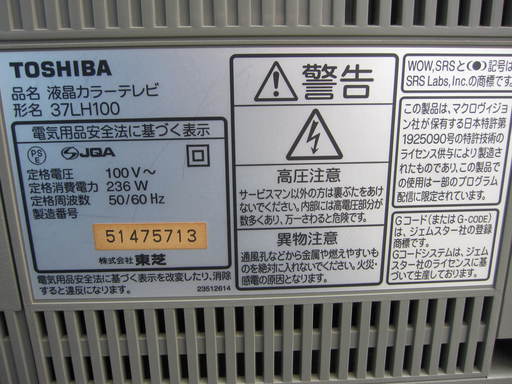 TOSHIBA
品名 液晶カラーテレビ
形名 37LH100
電気用品安全法に基づく表示
PS
E
JQA
定格電圧 100V～
定格消費電力 236W
定格周波数 50/60Hz
製造番号
51475713
株式会社 東芝
電気用品安全法に基づく表示を改変したり、消除
すると違反になります。
23512614
警告
高圧注意
サービスマン以外の方は裏ぶたをあけ
ないでください。内部には高電圧部分が
数多くあり、万一さわると危険です。
異物注意
通風孔などから金属や燃えやすいも
のを絶対に入れないでください。火災・
感電の原因となります。
WOW, SRSと(●)記号は
SRS Labs, Inc.の商標です。
この製品は、マクロヴィジョ
ン社が保有する日本特許第
1925090号の特許技術の
ライセンス供与により製造さ
れたものであり、この製品で
の使用は一部のプログラム
配信に限定されています。
Gコード(またはG-CODE)
は、ジェムスター社の登録
商標です。
Gコードシステムは、ジェム
スター社のライセンスに基
づいて生産しております。